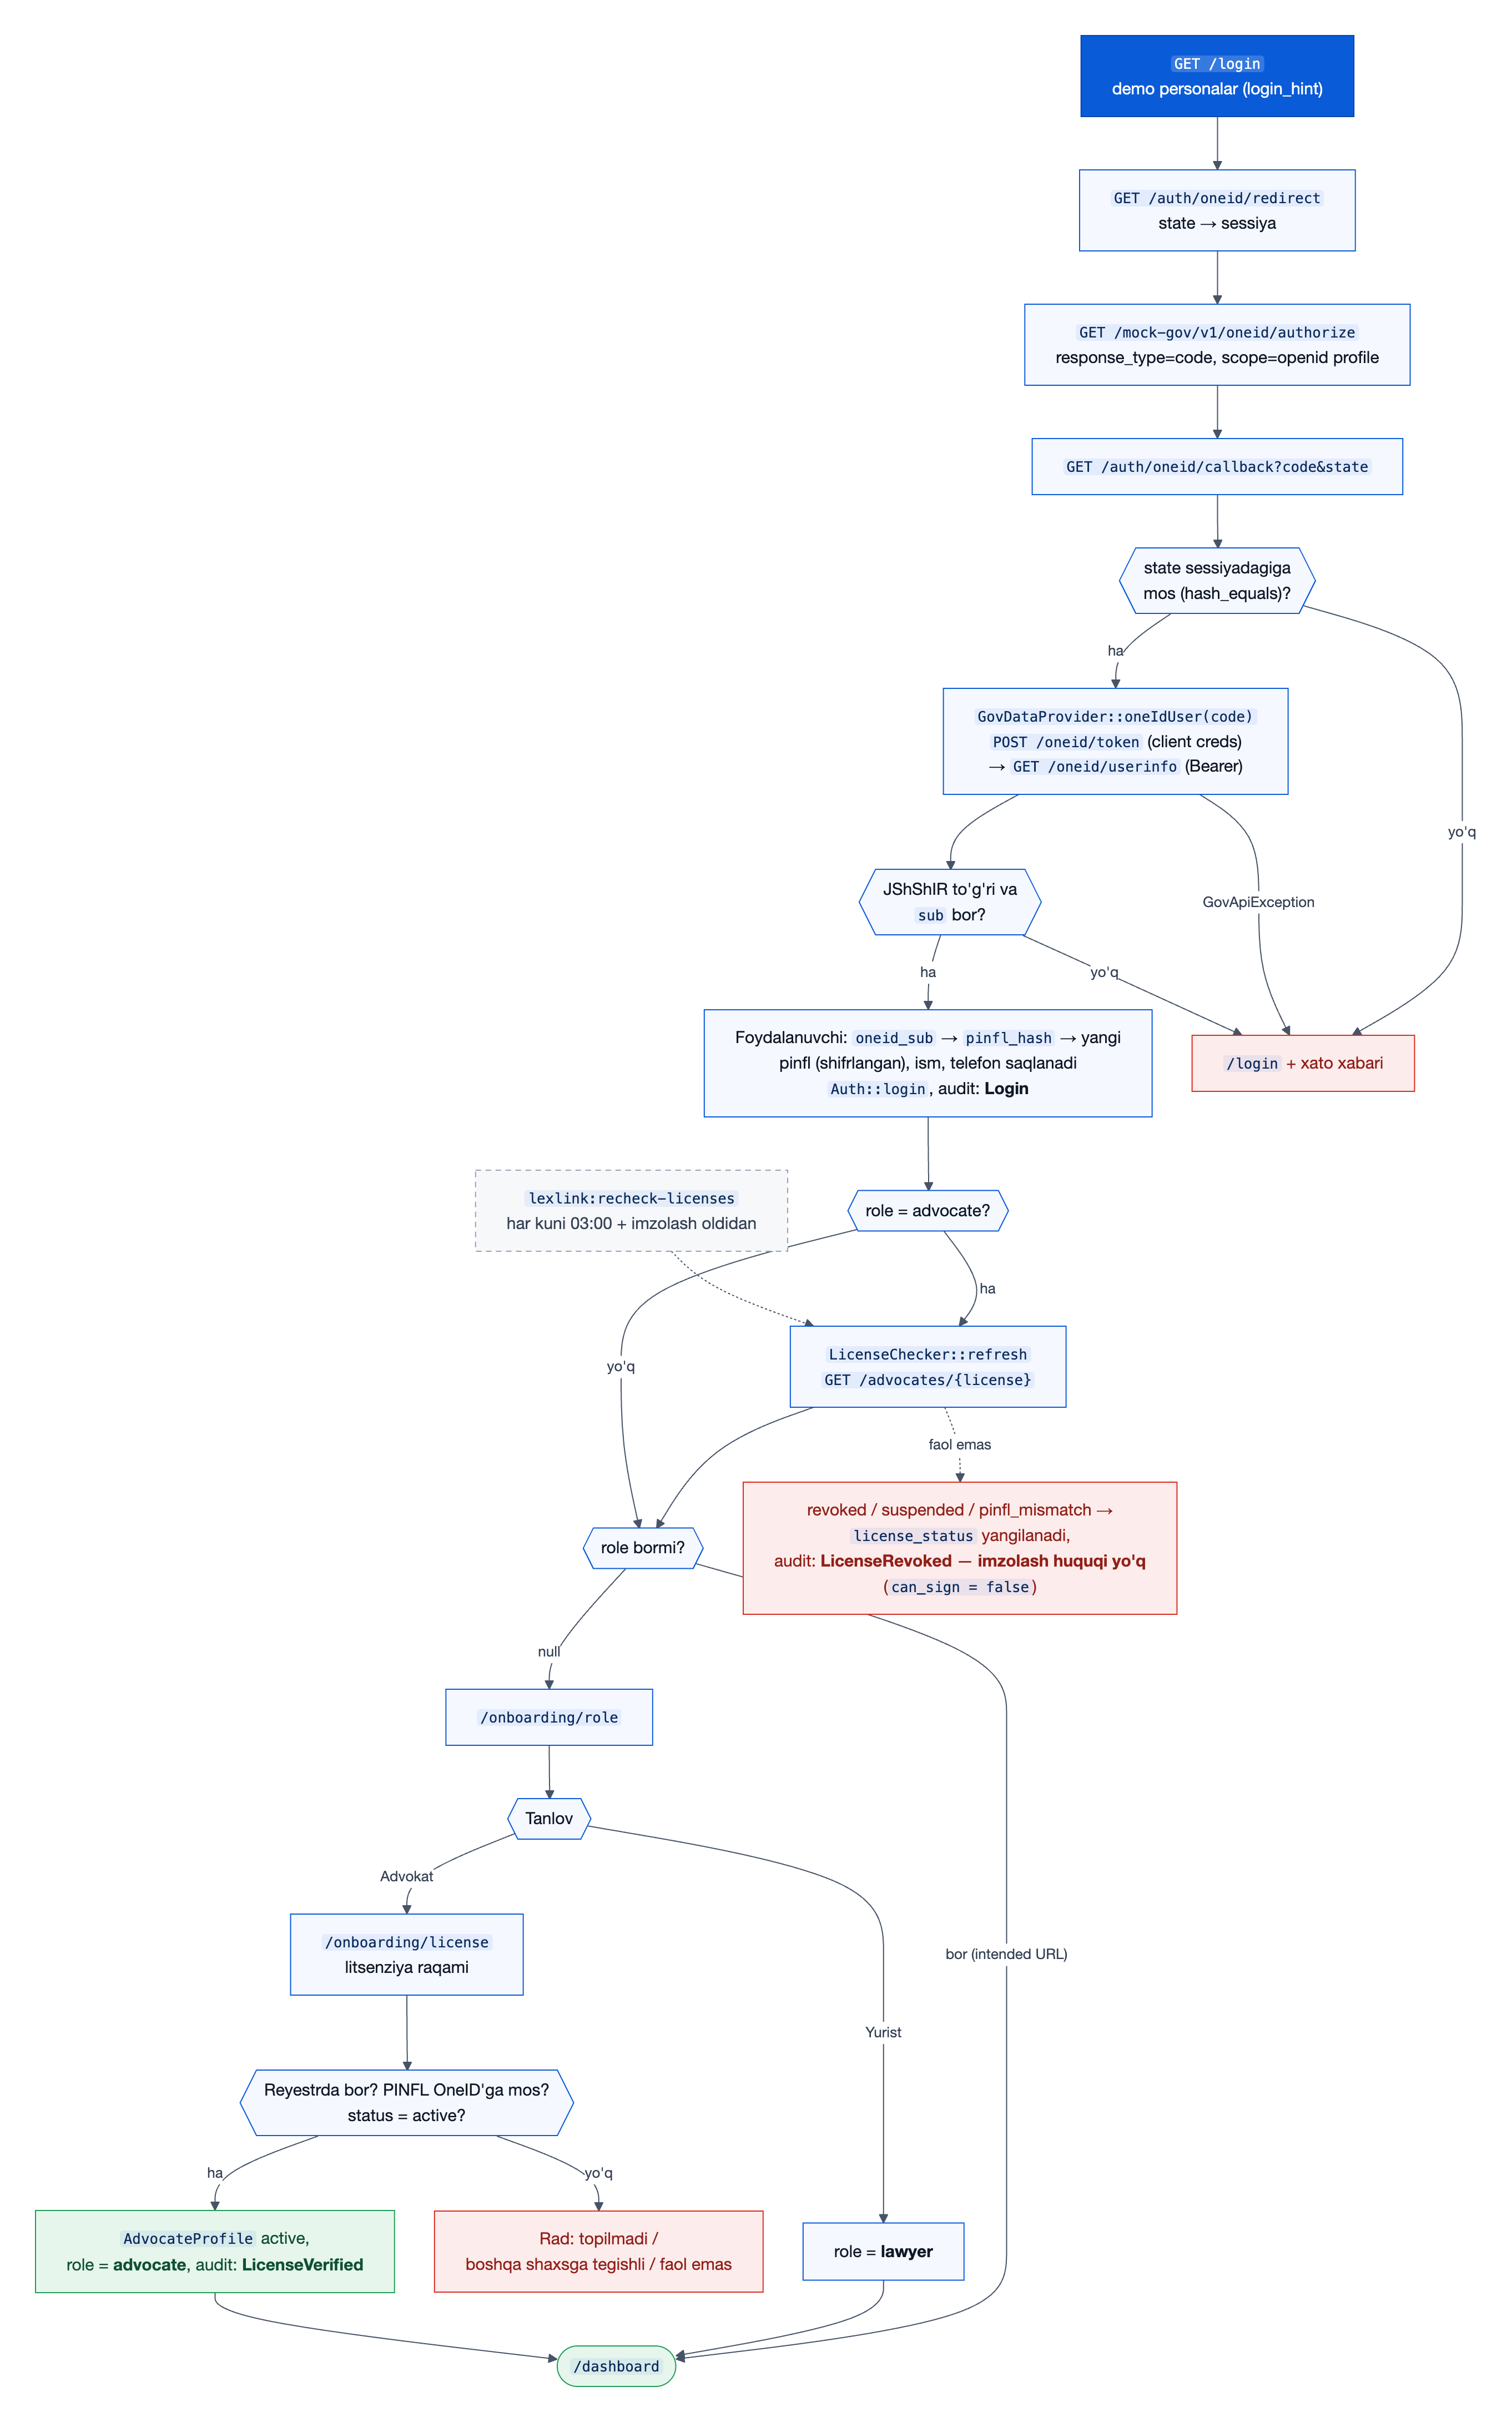 GET /login
demo personalar (login_hint)
GET /auth/oneid/redirect
state → sessiya
GET /mock-gov/v1/oneid/authorize
response_type=code, scope=openid profile
GET /auth/oneid/callback?code&state
state sessiyadagiga
mos (hash_equals)?
ha
GovDataProvider::oneIdUser(code)
POST /oneid/token (client creds)
→ GET /oneid/userinfo (Bearer)
yo'q
JShShIR to'g'ri va
sub bor?
GovApiException
ha
yo'q
Foydalanuvchi: oneid_sub → pinfl_hash → yangi
pinfl (shifrlangan), ism, telefon saqlanadi
Auth::login, audit: Login
/login + xato xabari
lexlink:recheck-licenses
har kuni 03:00 + imzolash oldidan
role = advocate?
ha
yo'q
LicenseChecker::refresh
GET /advocates/{license}
faol emas
revoked / suspended / pinfl_mismatch →
license_status yangilanadi,
audit: LicenseRevoked — imzolash huquqi yo'q
(can_sign = false)
role bormi?
null
/onboarding/role
Tanlov
Advokat
/onboarding/license
litsenziya raqami
bor (intended URL)
Yurist
Reyestrda bor? PINFL OneID'ga mos?
status = active?
ha
yo'q
AdvocateProfile active,
role = advocate, audit: LicenseVerified
Rad: topilmadi /
boshqa shaxsga tegishli / faol emas
role = lawyer
/dashboard